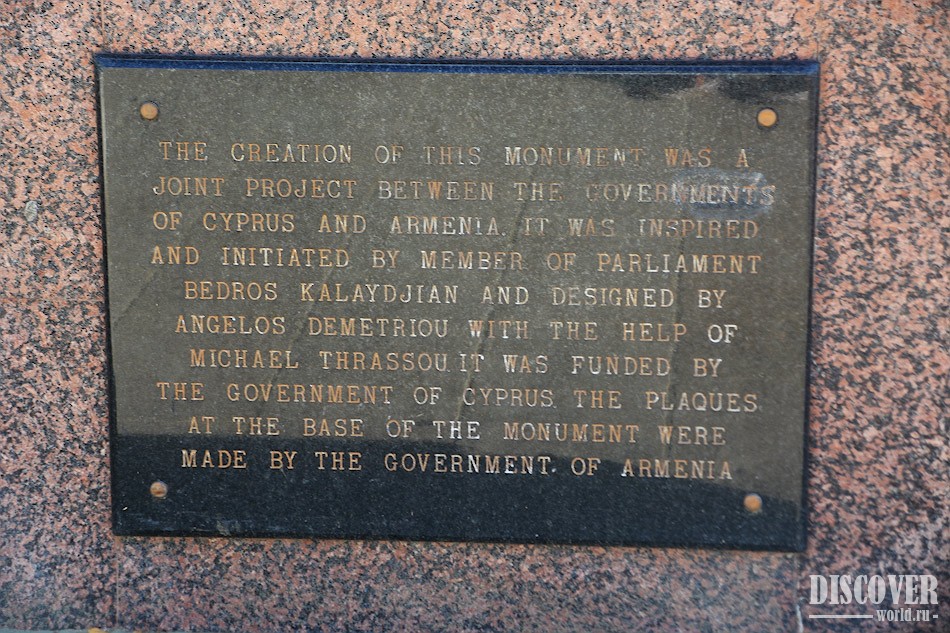 THE CREATION OF THIS MONUMENT WAS A
JOINT PROJECT BETWEEN THE GOVERNMENTS
OF CYPRUS AND ARMENIA. IT WAS INSPIRED
AND INITIATED BY MEMBER OF PARLIAMENT
BEDROS KALAYDJIAN AND DESIGNED BY
ANGELOS DEMETRIOU WITH THE HELP OF
MICHAEL THRASSOU. IT WAS FUNDED BY
THE GOVERNMENT OF CYPRUS. THE PLAQUES
AT THE BASE OF THE MONUMENT WERE
MADE BY THE GOVERNMENT OF ARMENIA
DISCOVER
world.ru